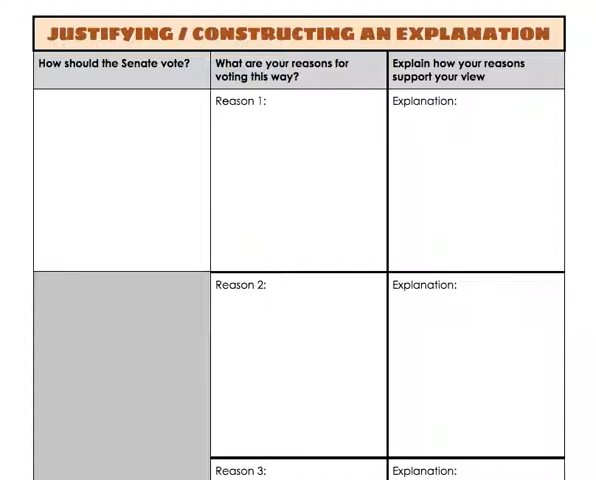 JUSTIFYING / CONSTRUCTING AN EXPLANATION
How should the Senate vote?
What are your reasons for
voting this way?
Explain how your reasons
support your view
Reason 1:
Explanation:
Reason 2:
Explanation:
Reason 3:
Explanation: